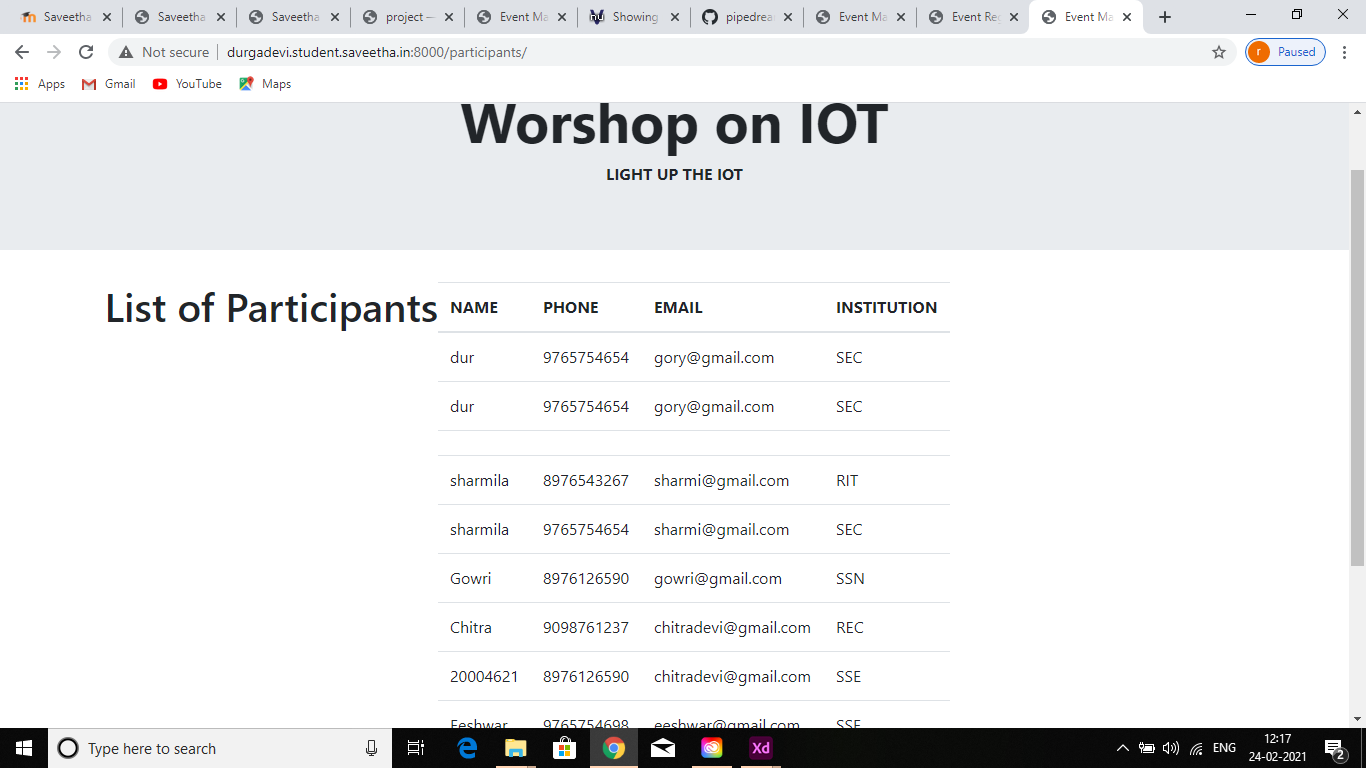 Saveetha Saveetha Saveetha project — Event Ma Showing pipedrea Event Ma Event Reg Event Ma
Not secure durgadevi.student.saveetha.in:8000/participants/ r Paused
Apps Gmail YouTube Maps
Worshop on IOT
LIGHT UP THE IOT
List of Participants
NAME PHONE EMAIL INSTITUTION
dur 9765754654 gory@gmail.com SEC
dur 9765754654 gory@gmail.com SEC
sharmila 8976543267 sharmi@gmail.com RIT
sharmila 9765754654 sharmi@gmail.com SEC
Gowri 8976126590 gowri@gmail.com SSN
Chitra 9098761237 chitradevi@gmail.com REC
20004621 8976126590 chitradevi@gmail.com SSE
Eeshwar 9765754698 eeshwar@gmail.com SSE
Type here to search Xd ENG 12:17
24-02-2021 2